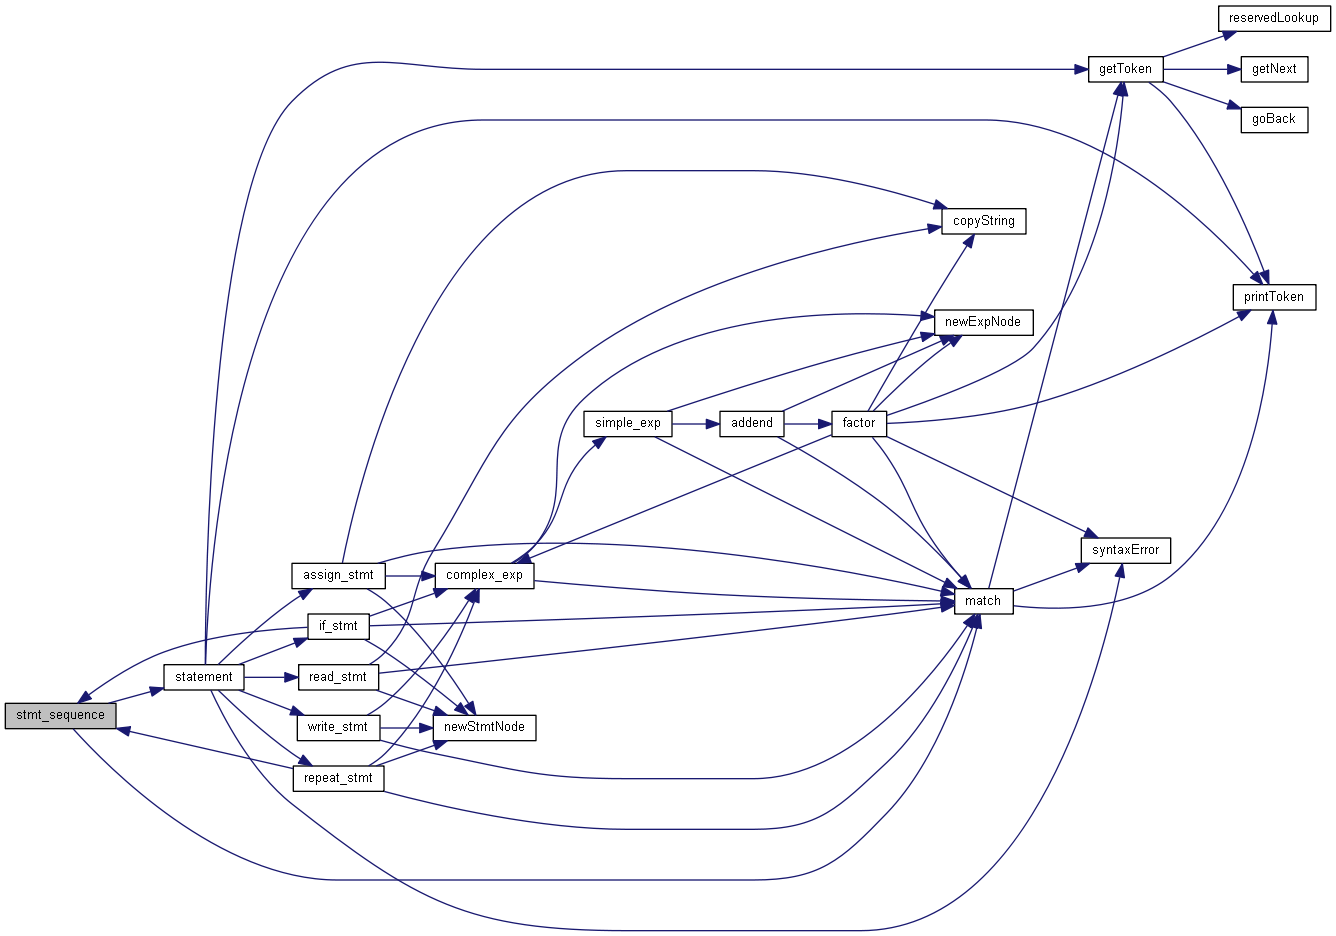 reservedLookup
getToken
getNext
goBack
copyString
printToken
newExpNode
simple_exp
addend
factor
syntaxError
assign_stmt
complex_exp
match
if_stmt
statement
read_stmt
stmt_sequence
write_stmt
newStmtNode
repeat_stmt